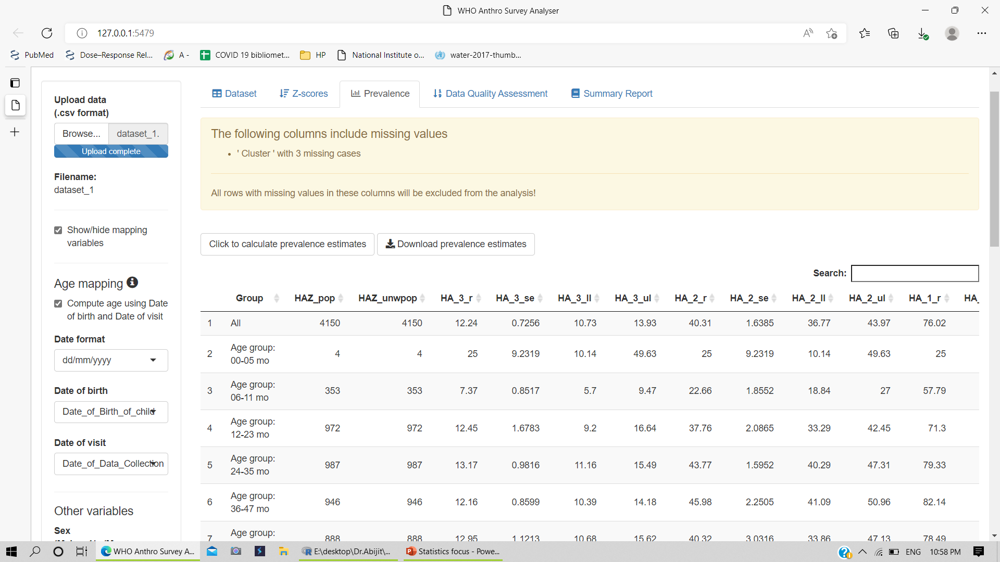 WHO Anthro Survey Analyser
127.0.0.1:5479
PubMed Dose–Response Rel... A - COVID 19 bibliomet... HP National Institute o... water-2017-thumb...
Upload data
(.csv format)
Browse... dataset_1.
Upload complete
Filename:
dataset_1
Show/hide mapping
variables
Age mapping
Compute age using Date
of birth and Date of visit
Date format
dd/mm/yyyy
Date of birth
Date_of_Birth_of_child
Date of visit
Date_of_Data_Collection
Other variables
Sex
Dataset Z-scores Prevalence Data Quality Assessment Summary Report
The following columns include missing values
• ' Cluster ' with 3 missing cases
All rows with missing values in these columns will be excluded from the analysis!
Click to calculate prevalence estimates Download prevalence estimates
Search:
Group HAZ_pop HAZ_unwpop HA_3_r HA_3_se HA_3_ll HA_3_ul HA_2_r HA_2_se HA_2_ll HA_2_ul HA_1_r HA_
1 All 4150 4150 12.24 0.7256 10.73 13.93 40.31 1.6385 36.77 43.97 76.02
Age group:
2 00-05 mo 4 4 25 9.2319 10.14 49.63 25 9.2319 10.14 49.63 25
Age group:
3 06-11 mo 353 353 7.37 0.8517 5.7 9.47 22.66 1.8552 18.84 27 57.79
Age group:
4 12-23 mo 972 972 12.45 1.6783 9.2 16.64 37.76 2.0865 33.29 42.45 71.3
Age group:
5 24-35 mo 987 987 13.17 0.9816 11.16 15.49 43.77 1.5952 40.29 47.31 79.33
Age group:
6 36-47 mo 946 946 12.16 0.8599 10.39 14.18 45.98 2.2505 41.09 50.96 82.14
Age group:
7 888 888 12.95 1.1213 10.68 15.62 40.32 3.0316 33.86 47.13 78.49
WHO Anthro Survey A... E:\desktop\Dr.Abijit\... Statistics focus - Powe... ENG 10:58 PM